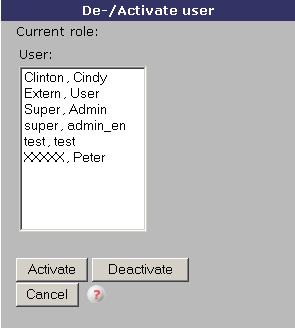 De-/Activate user
Current role:
User:
Clinton, Cindy
Extern, User
Super, Admin
super, admin_en
test, test
XXXXX, Peter
Activate Deactivate
Cancel ?